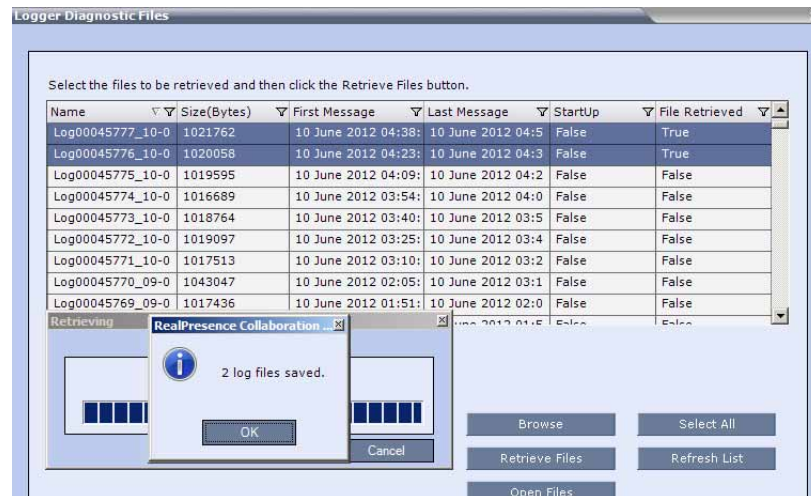 Logger Diagnostic Files
Select the files to be retrieved and then click the Retrieve Files button.
Name Size(Bytes) First Message Last Message StartUp File Retrieved
Log00045777_10-0 1021762 10 June 2012 04:38: 10 June 2012 04:5 False True
Log00045776_10-0 1020058 10 June 2012 04:23: 10 June 2012 04:3 False True
Log00045775_10-0 1019595 10 June 2012 04:09: 10 June 2012 04:2 False False
Log00045774_10-0 1016689 10 June 2012 03:54: 10 June 2012 04:0 False False
Log00045773_10-0 1018764 10 June 2012 03:40: 10 June 2012 03:5 False False
Log00045772_10-0 1019097 10 June 2012 03:25: 10 June 2012 03:4 False False
Log00045771_10-0 1017513 10 June 2012 03:10: 10 June 2012 03:2 False False
Log00045770_09-0 1043047 10 June 2012 02:05: 10 June 2012 03:1 False False
Log00045769_09-0 1017436 10 June 2012 01:51: 10 June 2012 02:0 False False
Retrieving
RealPresence Collaboration ...
2 log files saved.
OK
Cancel
Browse Select All
Retrieve Files Refresh List
Open Files